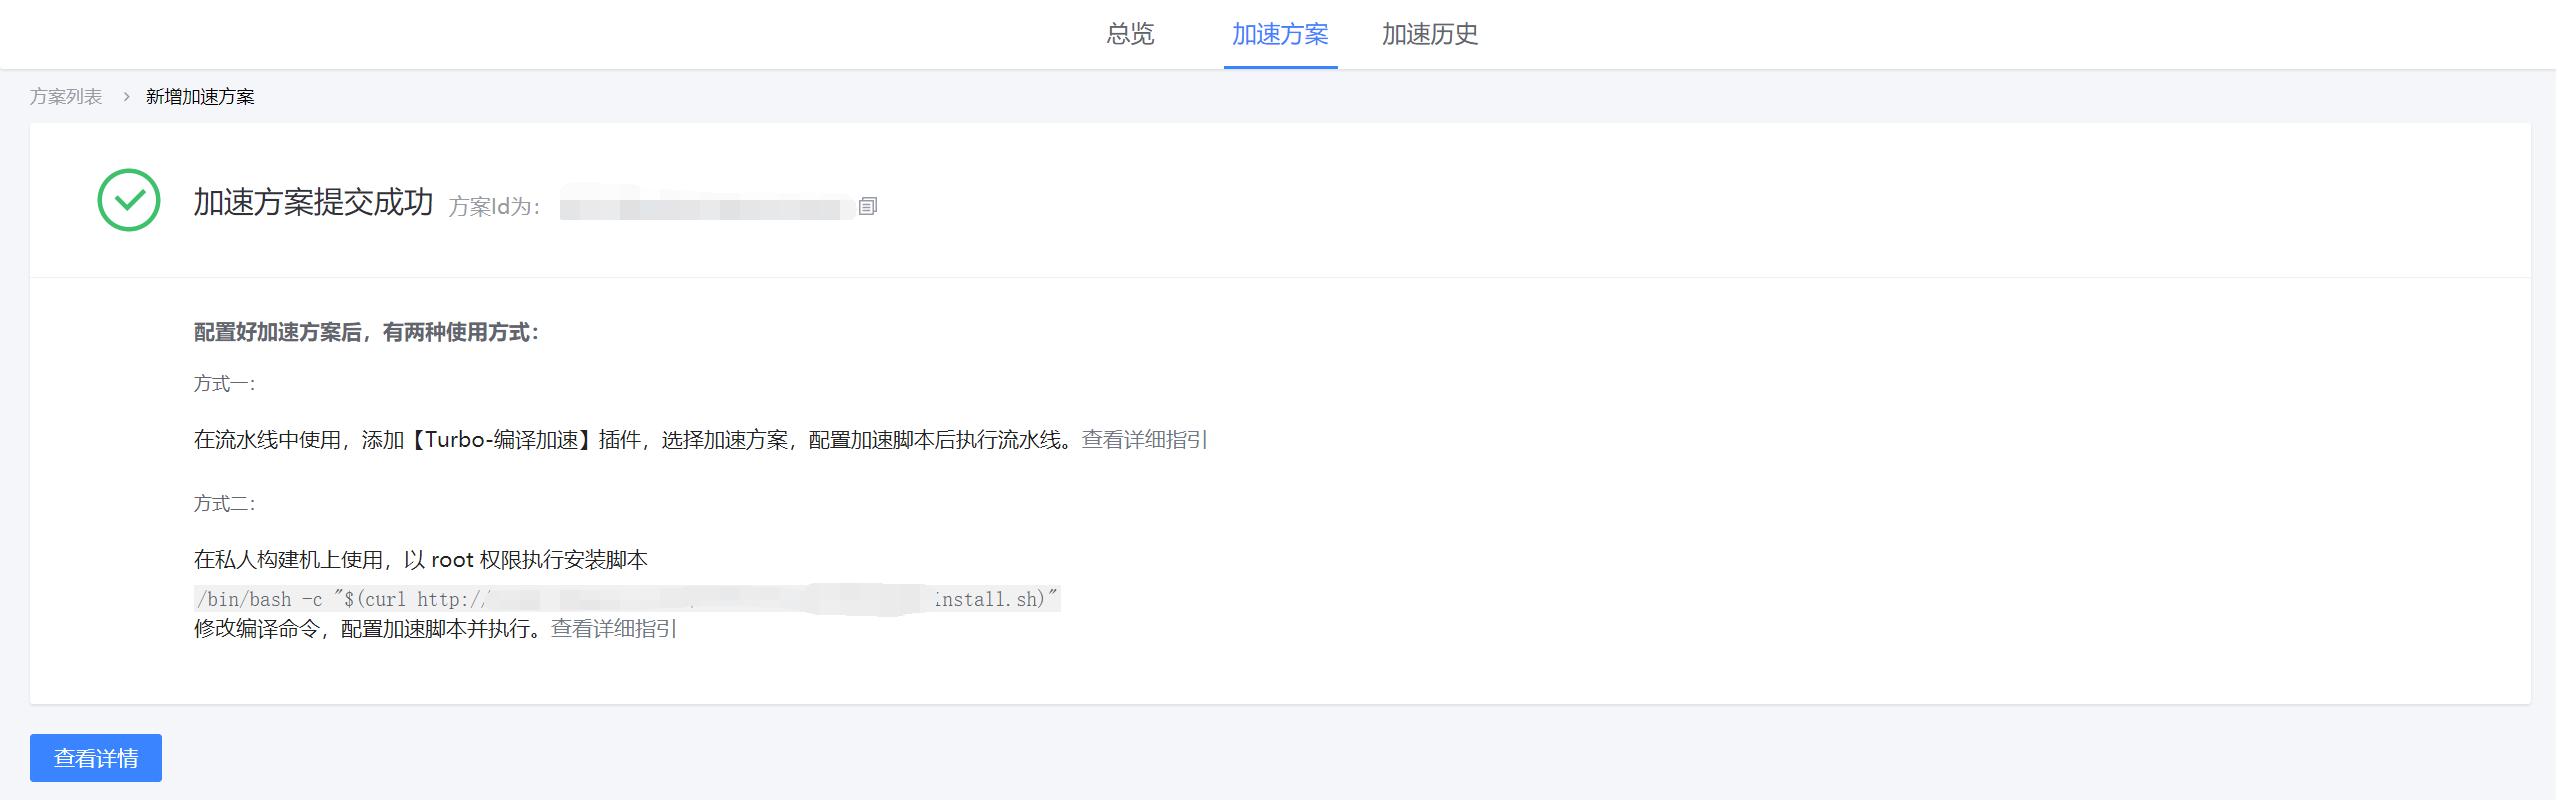 总览 加速方案 加速历史
方案列表 > 新增加速方案
加速方案提交成功 方案Id为：
配置好加速方案后，有两种使用方式：
方式一：
在流水线中使用，添加【Turbo-编译加速】插件，选择加速方案，配置加速脚本后执行流水线。查看详细指引
方式二：
在私人构建机上使用，以 root 权限执行安装脚本
/bin/bash -c "$(curl http:// install.sh)"
修改编译命令，配置加速脚本并执行。查看详细指引
查看详情